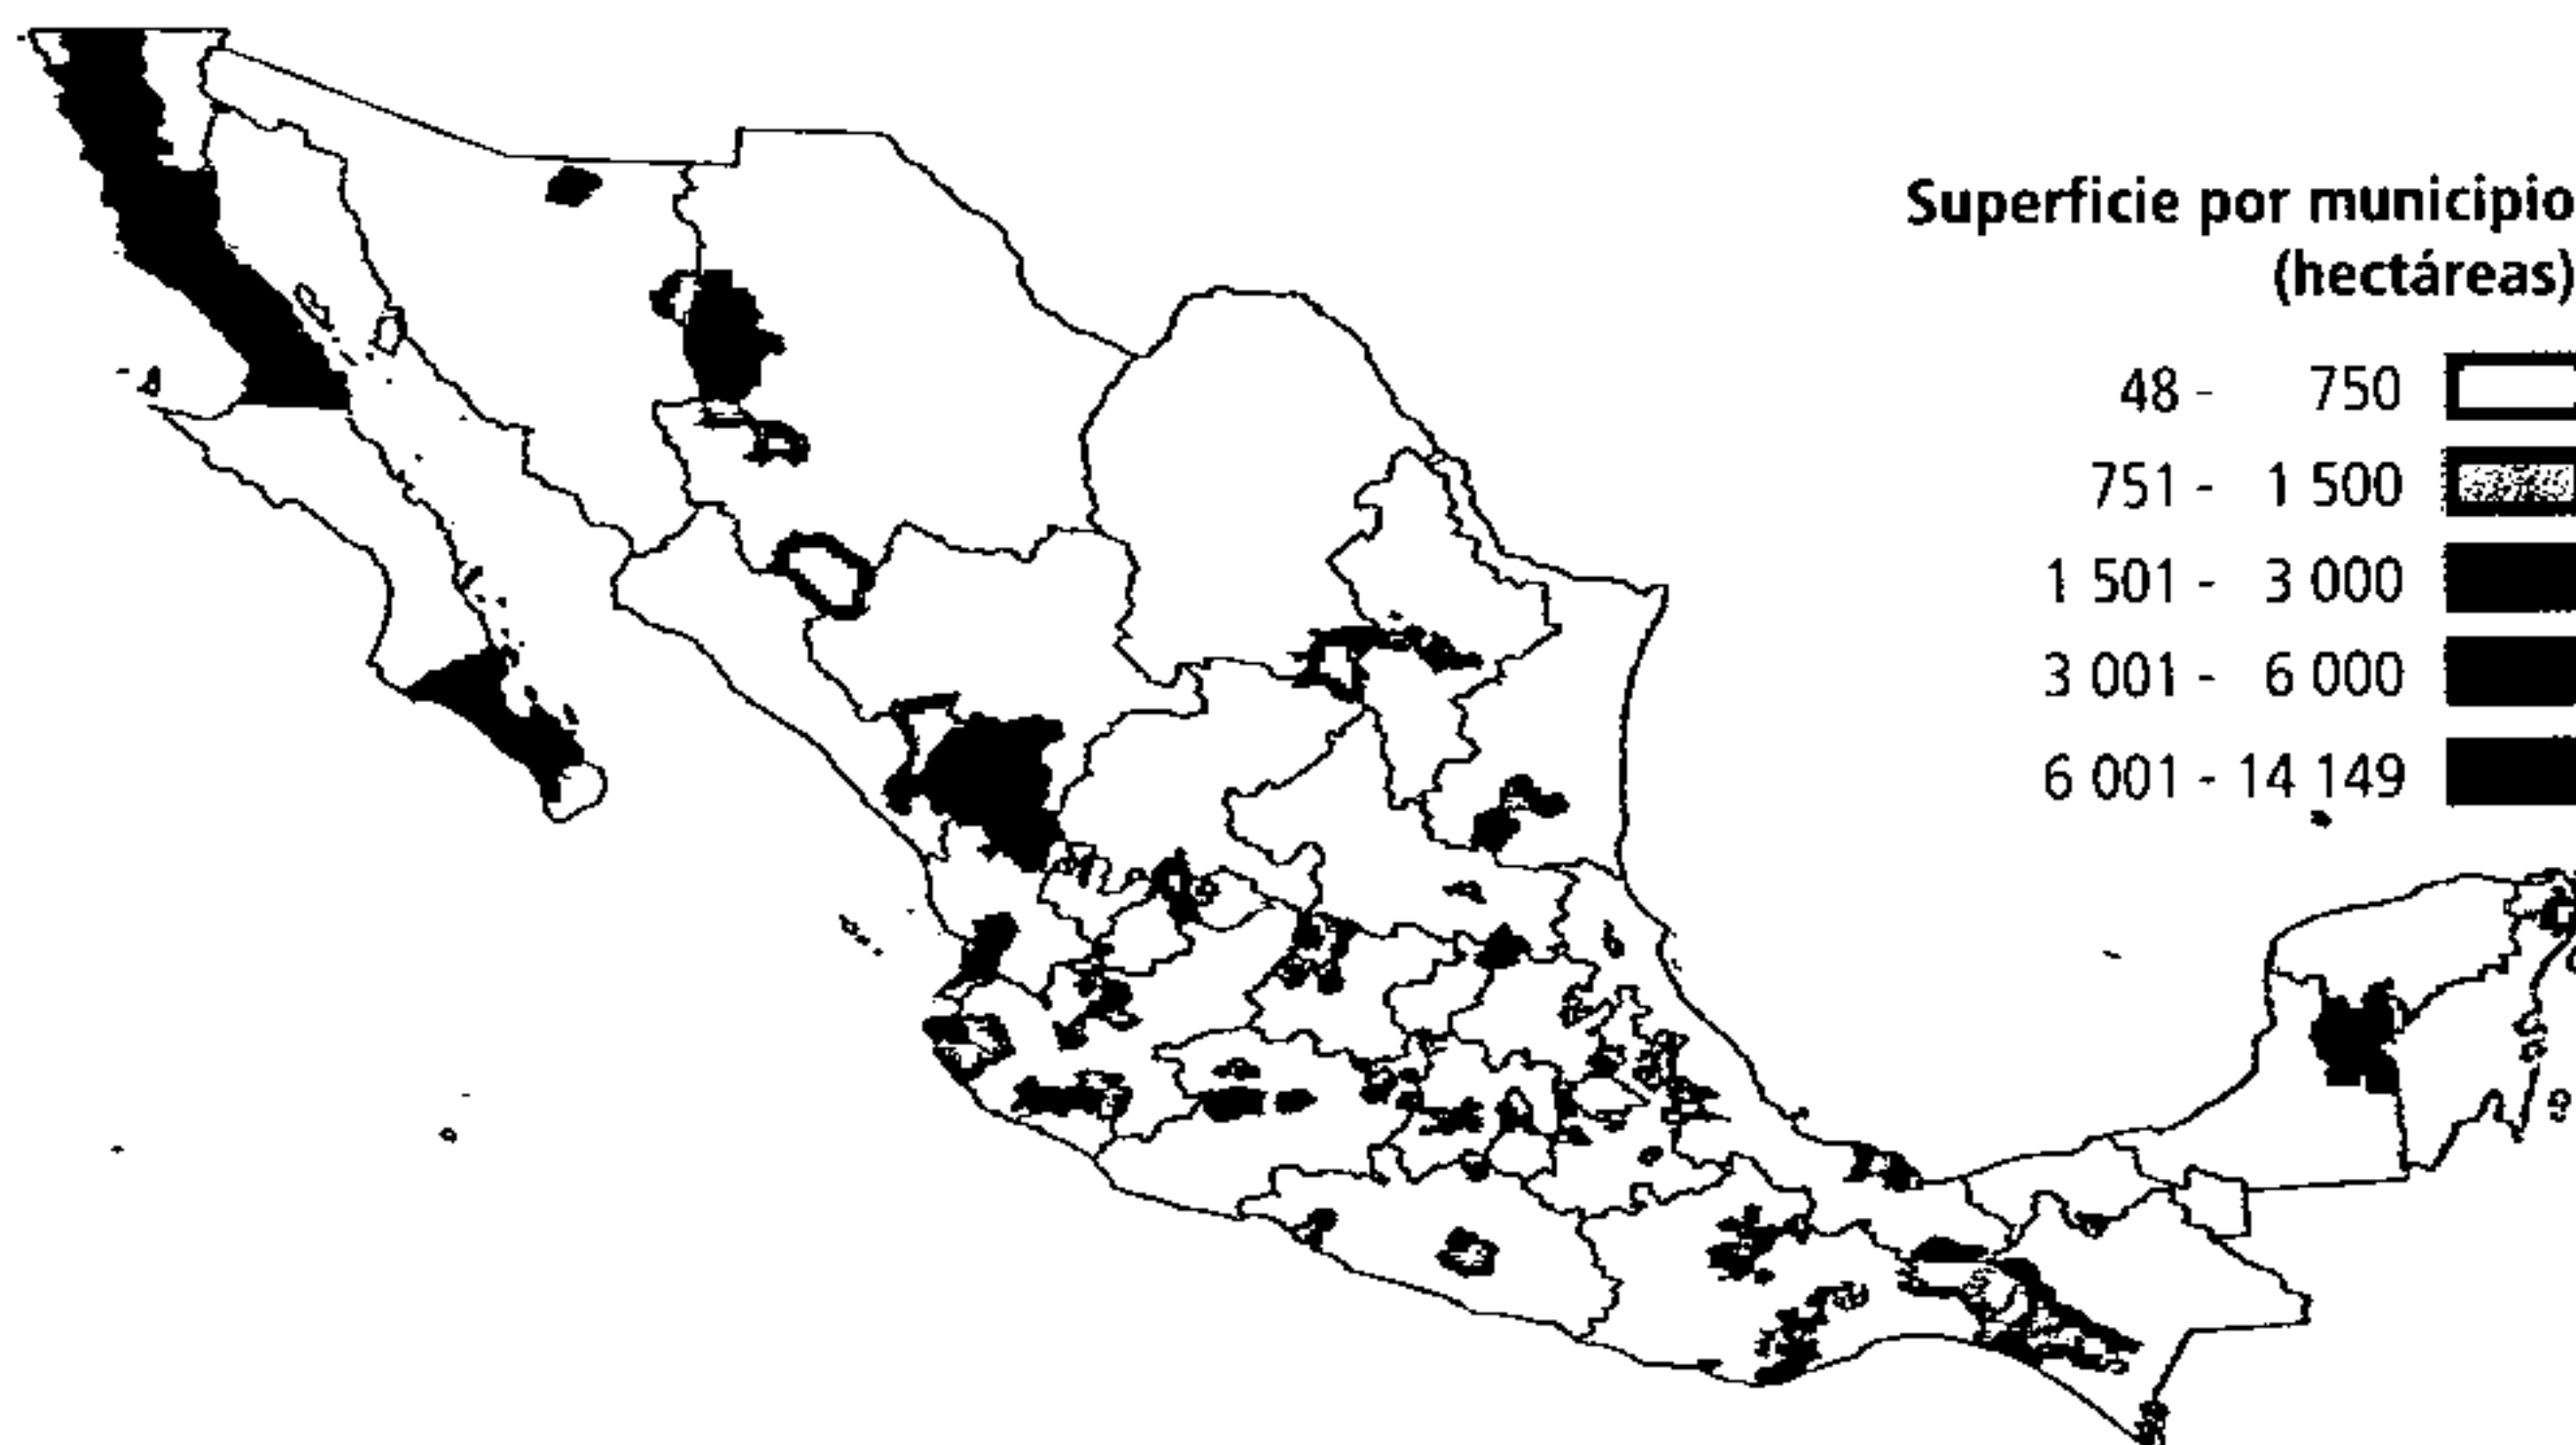 Superficie por municipio
(hectáreas)
48 - 750
751 - 1 500
1 501 - 3 000
3 001 - 6 000
6 001 - 14 149